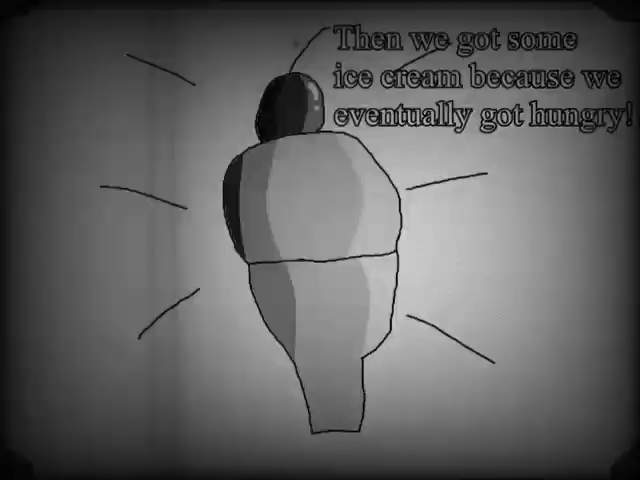 Then we got some
ice cream because we
eventually got hungry!